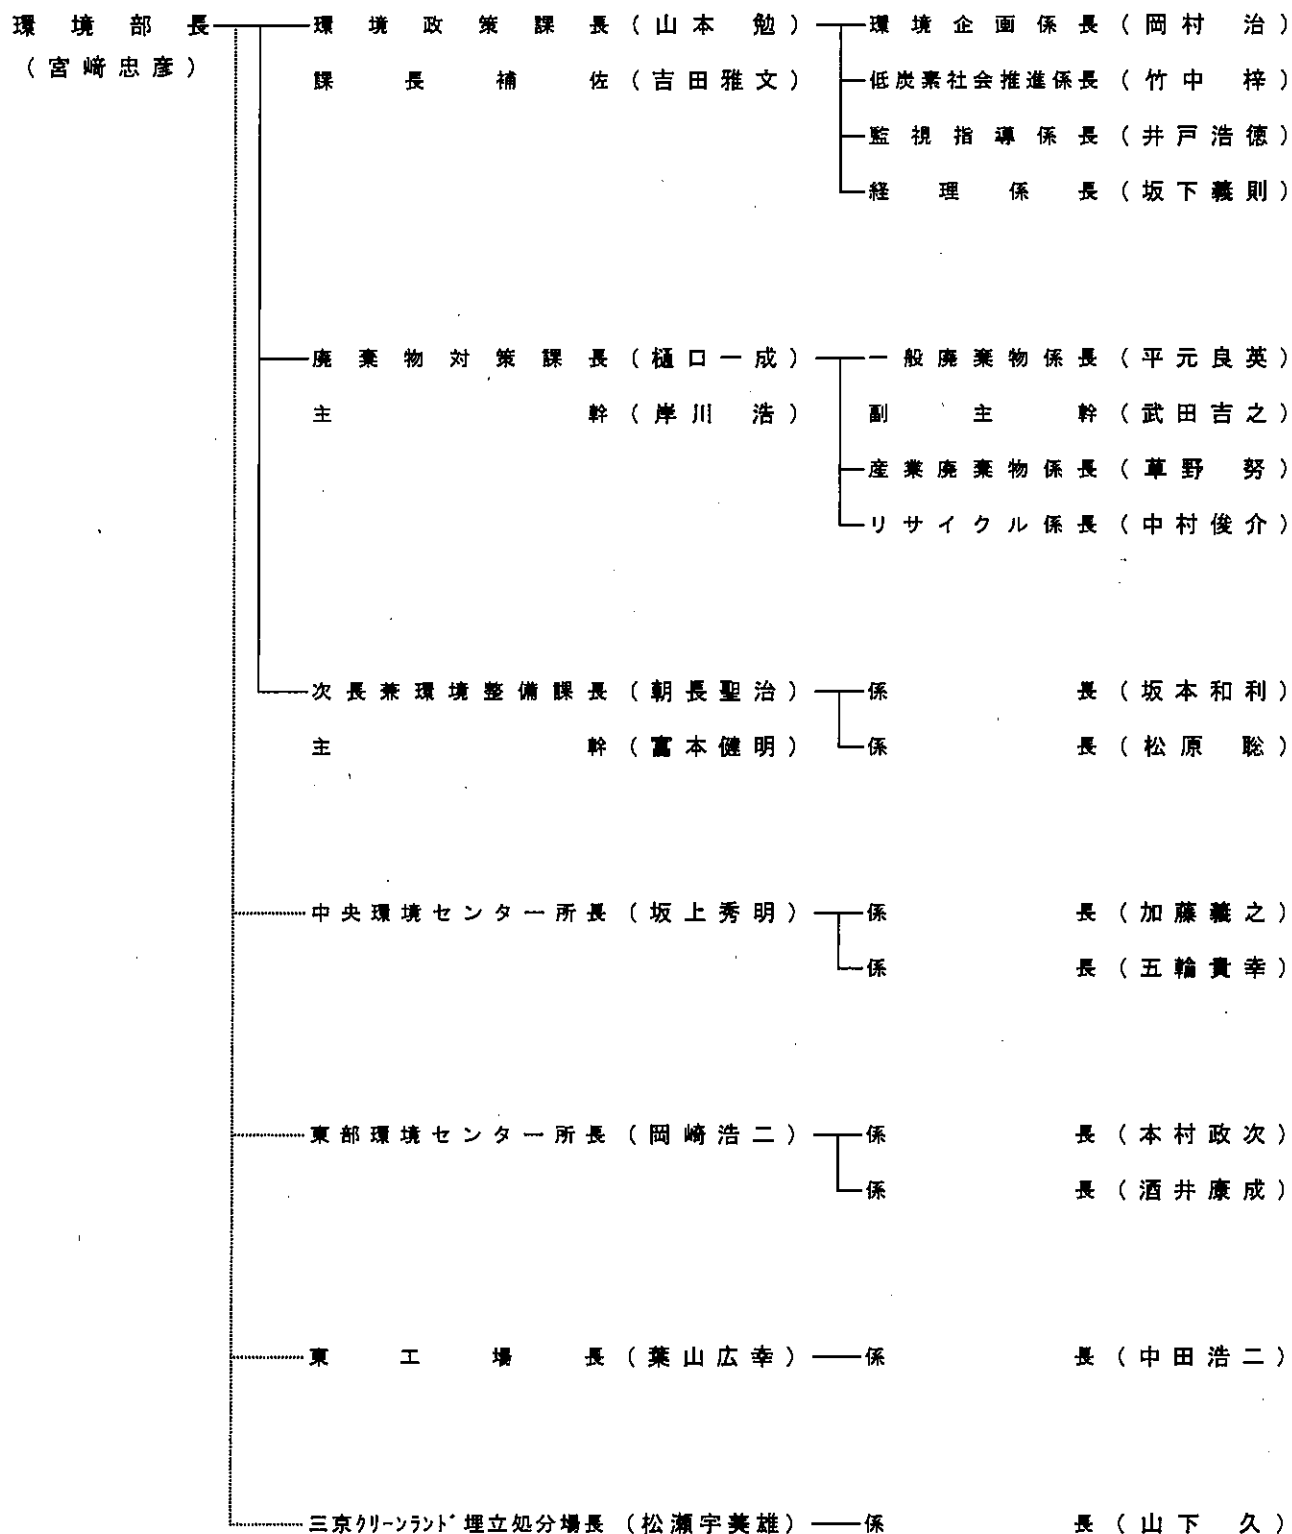 環境部長 環境政策課長（山本 勉） 環境企画係長（岡村 治）
（宮﨑忠彦） 課長補佐（吉田雅文） 低炭素社会推進係長（竹中 梓）
監視指導係長（井戸浩徳）
経理係長（坂下義則）
廃棄物対策課長（樋口一成） 一般廃棄物係長（平元良英）
主幹（岸川 浩） 副主幹（武田吉之）
産業廃棄物係長（草野 努）
リサイクル係長（中村俊介）
次長兼環境整備課長（朝長聖治） 係長（坂本和利）
主幹（富本健明） 係長（松原 聡）
中央環境センター所長（坂上秀明） 係長（加藤義之）
係長（五輪貴幸）
東部環境センター所長（岡崎浩二） 係長（本村政次）
係長（酒井康成）
東工場長（葉山広幸） 係長（中田浩二）
三京クリーンランド埋立処分場長（松瀬宇美雄） 係長（山下 久）